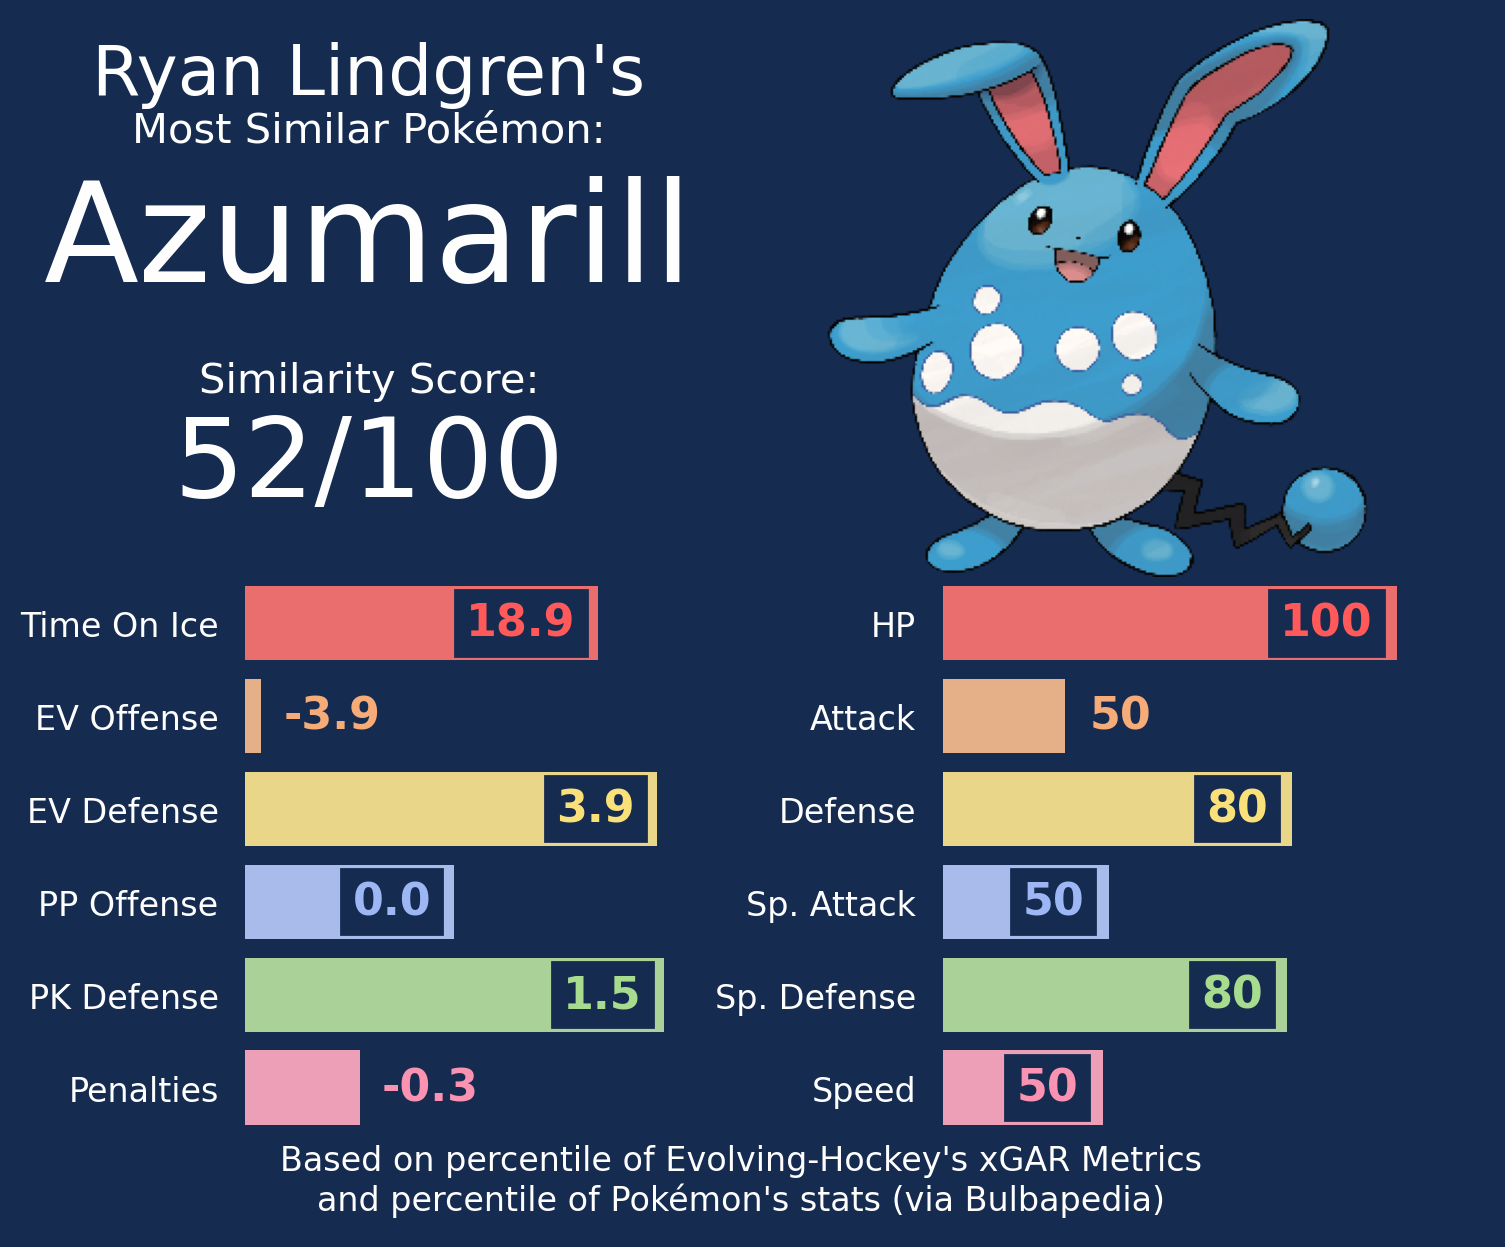 Ryan Lindgren's
Most Similar Pokémon:
Azumarill
Similarity Score:
52/100
Time On Ice 18.9
EV Offense -3.9
EV Defense 3.9
PP Offense 0.0
PK Defense 1.5
Penalties -0.3
HP 100
Attack 50
Defense 80
Sp. Attack 50
Sp. Defense 80
Speed 50
Based on percentile of Evolving-Hockey's xGAR Metrics
and percentile of Pokémon's stats (via Bulbapedia)